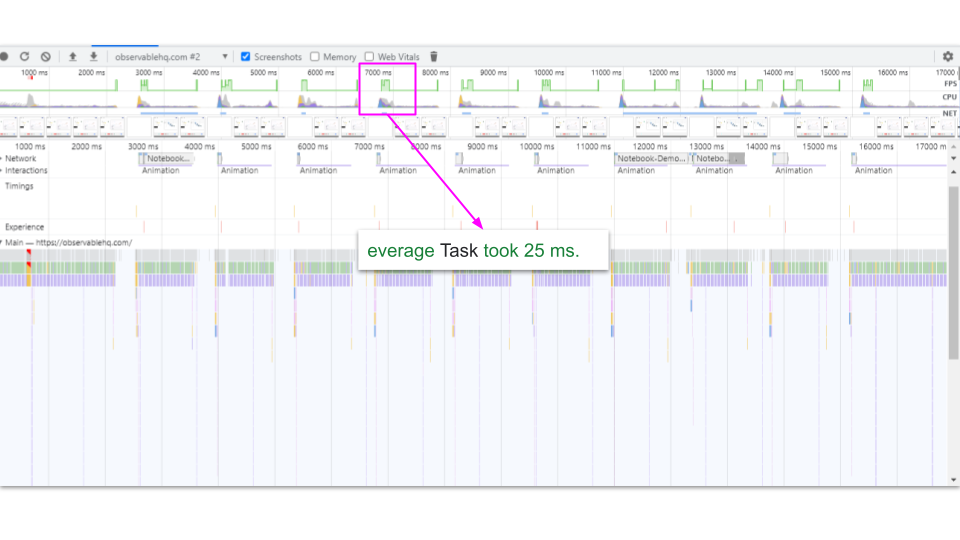 observablehq.com #2 Screenshots Memory Web Vitals
1000 ms 2000 ms 3000 ms 4000 ms 5000 ms 6000 ms 7000 ms 8000 ms 9000 ms 10000 ms 11000 ms 12000 ms 13000 ms 14000 ms 15000 ms 16000 ms 17000
FPS
CPU
NET
1000 ms 2000 ms 3000 ms 4000 ms 5000 ms 6000 ms 7000 ms 8000 ms 9000 ms 10000 ms 11000 ms 12000 ms 13000 ms 14000 ms 15000 ms 16000 ms 17000 ms
Network Notebook... Notebook-Demo... Notebo...
Interactions Animation Animation Animation Animation Animation Animation Animation Animation Animation Animation
Timings
Experience
Main — https://observablehq.com/
everage Task took 25 ms.